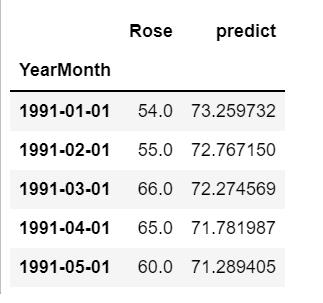 Rose predict
YearMonth
1991-01-01 54.0 73.259732
1991-02-01 55.0 72.767150
1991-03-01 66.0 72.274569
1991-04-01 65.0 71.781987
1991-05-01 60.0 71.289405